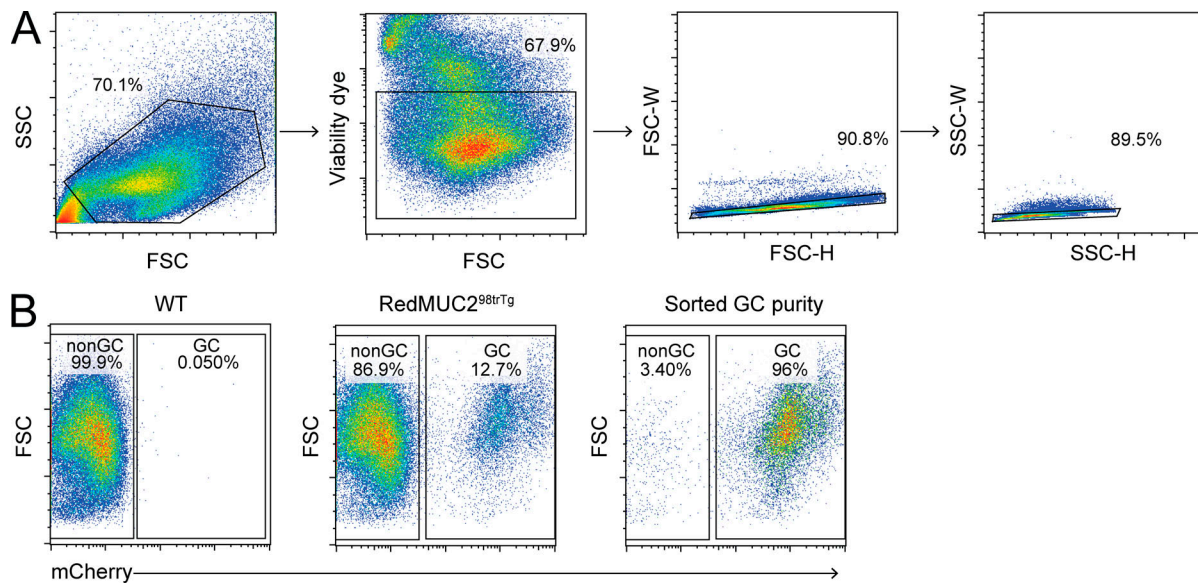 A
70.1%
SSC
FSC
67.9%
Viability dye
FSC
90.8%
FSC-W
FSC-H
89.5%
SSC-W
SSC-H
B
WT
nonGC
99.9%
GC
0.050%
FSC
RedMUC298trTg
nonGC
86.9%
GC
12.7%
FSC
Sorted GC purity
nonGC
3.40%
GC
96%
FSC
mCherry